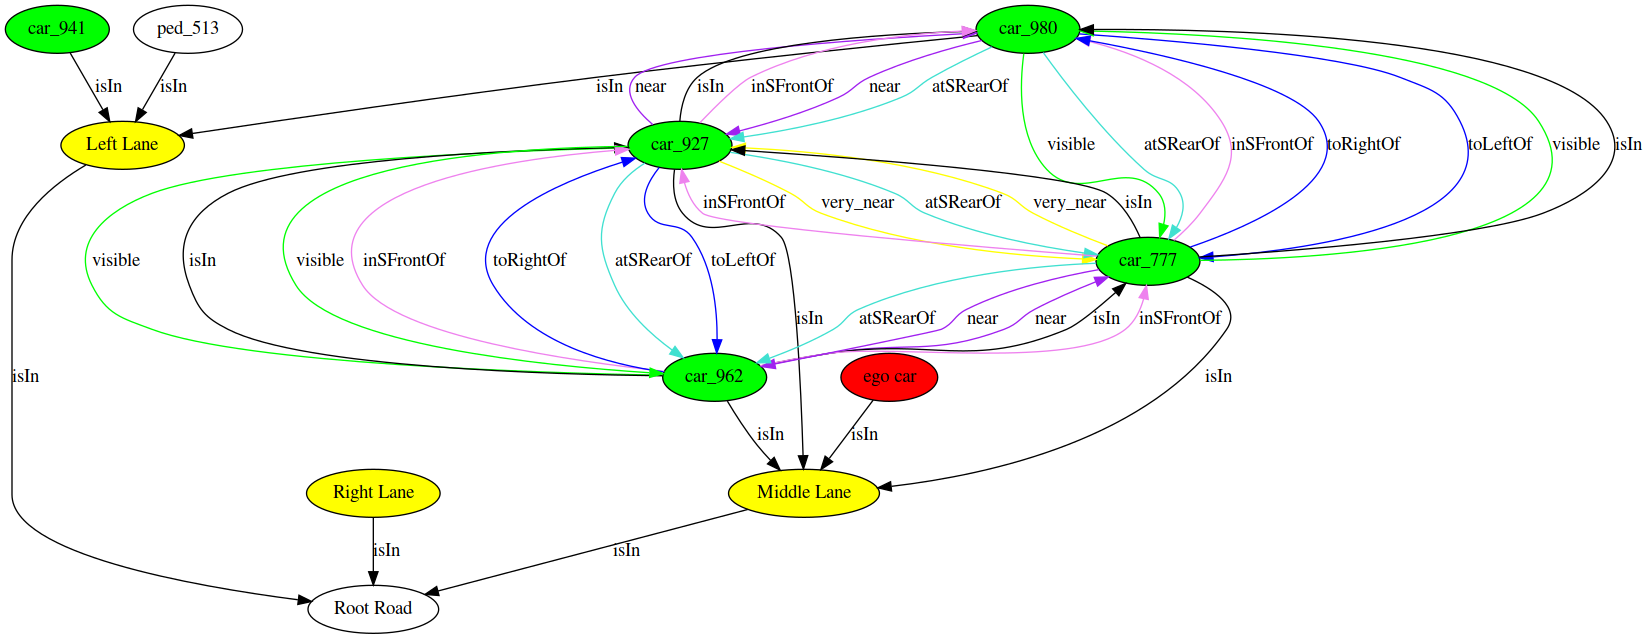 car_941
ped_513
car_980
isIn
isIn
isIn
near
isIn
inSFrontOf
near
atSRearOf
Left Lane
car_927
visible
atSRearOf
inSFrontOf
toRightOf
toLeftOf
visible
isIn
inSFrontOf
very_near
atSRearOf
very_near
isIn
visible
isIn
visible
inSFrontOf
toRightOf
atSRearOf
toLeftOf
car_777
isIn
atSRearOf
near
near
isIn
inSFrontOf
isIn
car_962
ego car
isIn
isIn
isIn
Right Lane
Middle Lane
isIn
isIn
Root Road